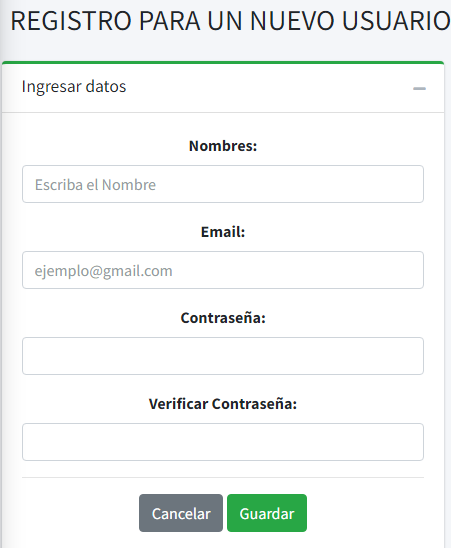 REGISTRO PARA UN NUEVO USUARIO
Ingresar datos
Nombres:
Escriba el Nombre
Email:
ejemplo@gmail.com
Contraseña:
Verificar Contraseña:
Cancelar Guardar